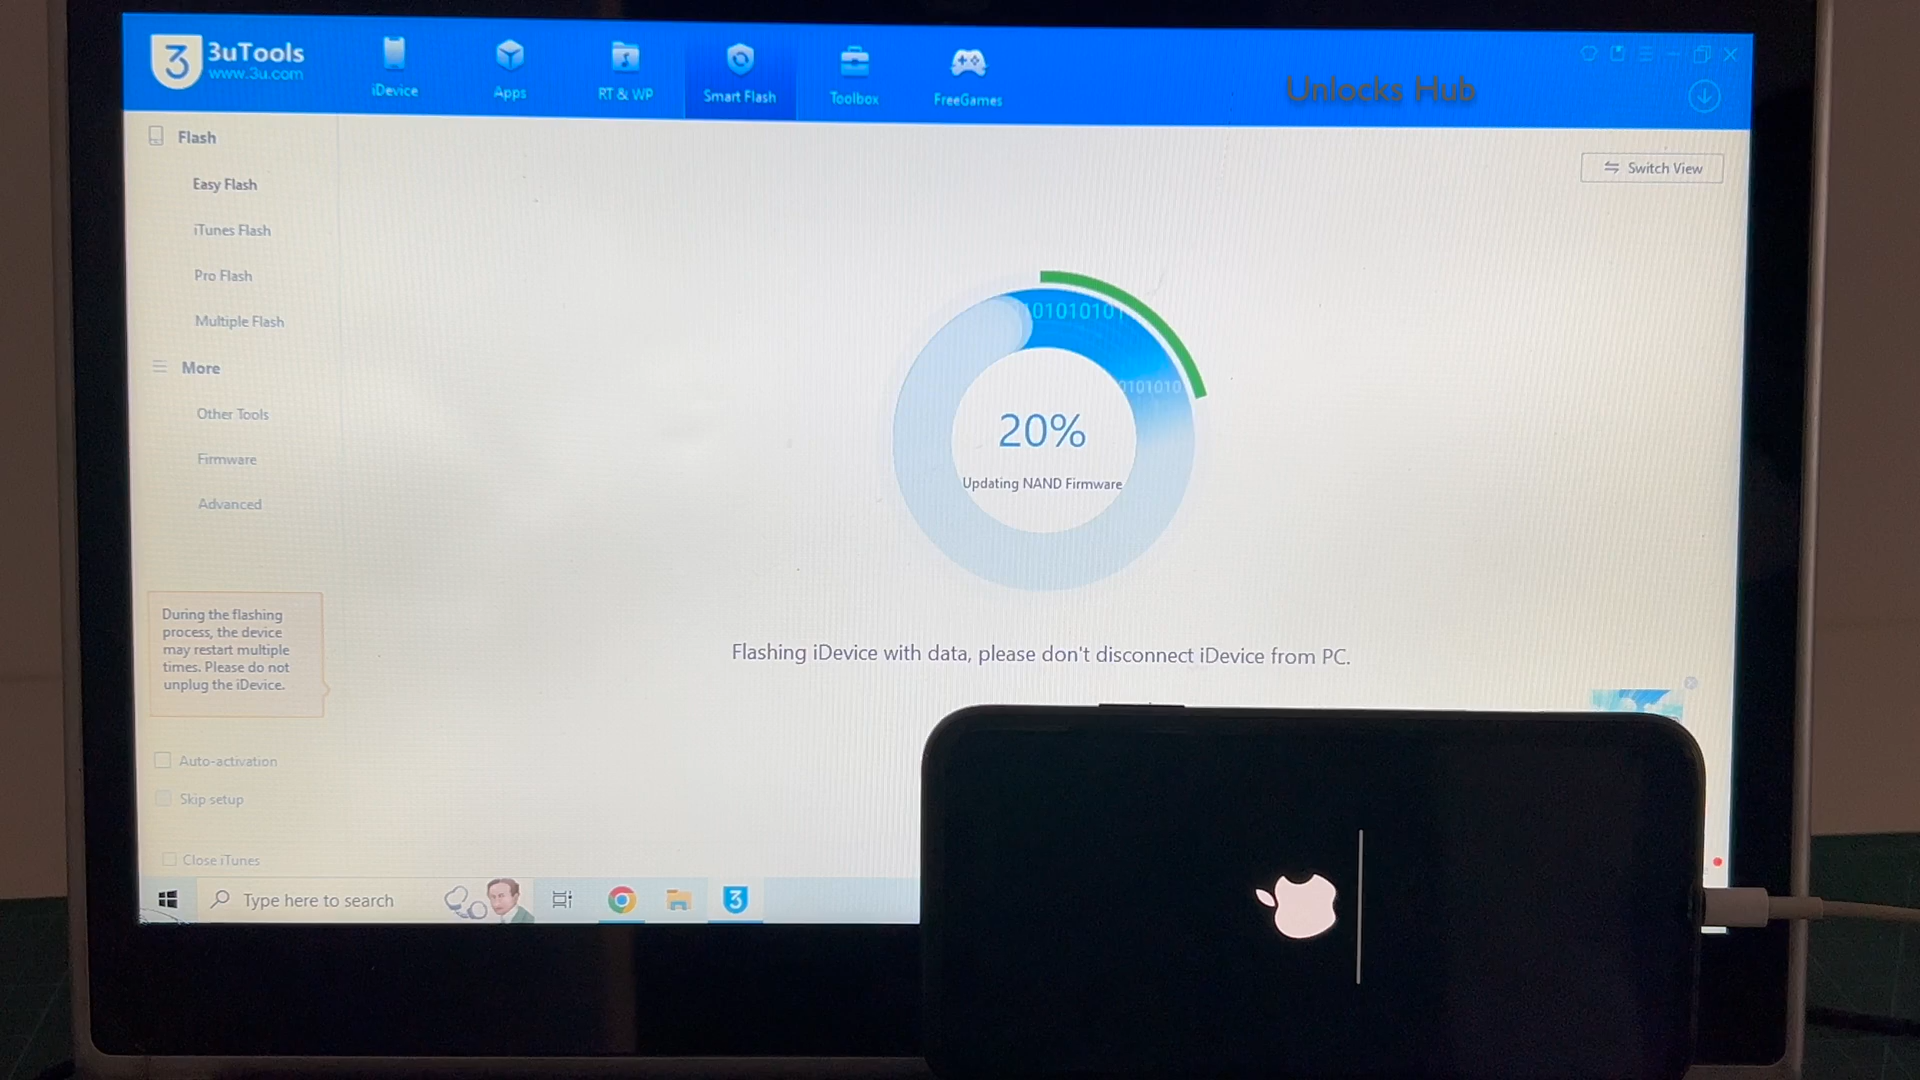 3 3uTools
www.3u.com
iDevice
Apps
RT & WP
Smart Flash
Toolbox
FreeGames
Unlocks Hub
Flash
Switch View
Easy Flash
iTunes Flash
Pro Flash
Multiple Flash
More
Other Tools
Firmware
Advanced
10101010
0101010
20%
Updating NAND Firmware
During the flashing
process, the device
may restart multiple
times. Please do not
unplug the iDevice.
Flashing iDevice with data, please don't disconnect iDevice from PC.
Auto-activation
Skip setup
Close iTunes
Type here to search
3